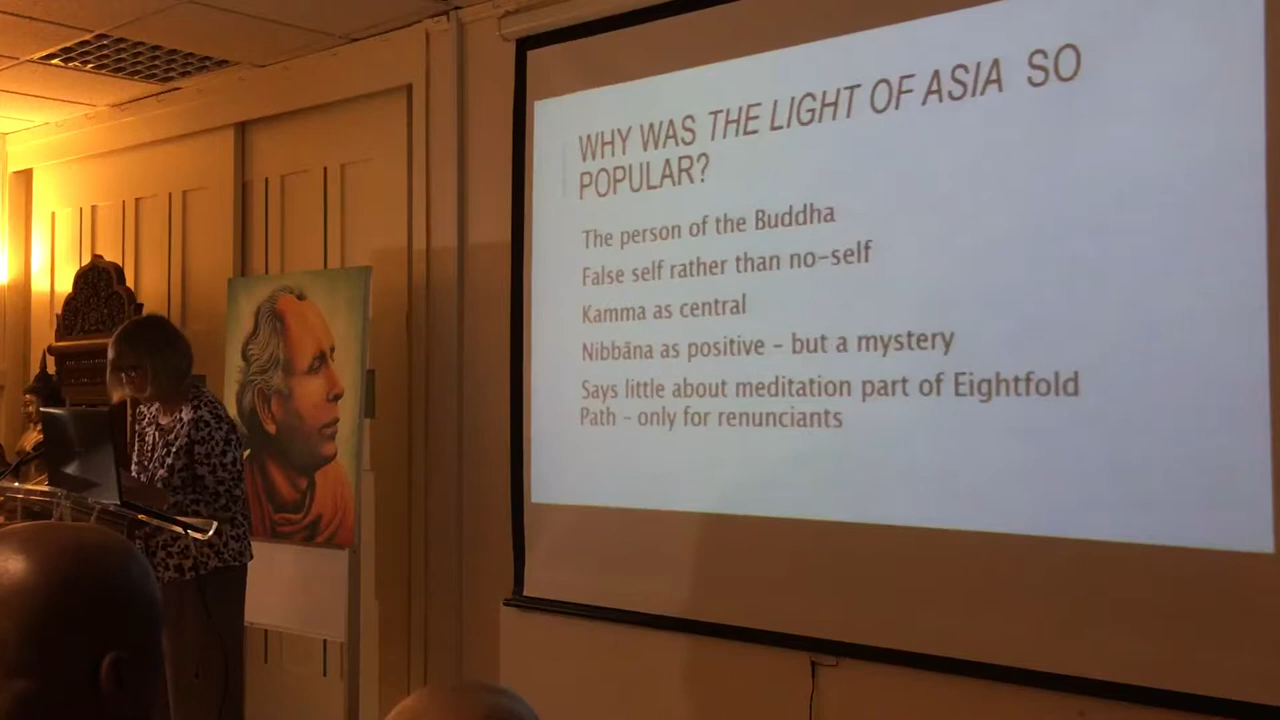 WHY WAS THE LIGHT OF ASIA SO
POPULAR?
The person of the Buddha
False self rather than no-self
Kamma as central
Nibbāna as positive – but a mystery
Says little about meditation part of Eightfold
Path – only for renunciants